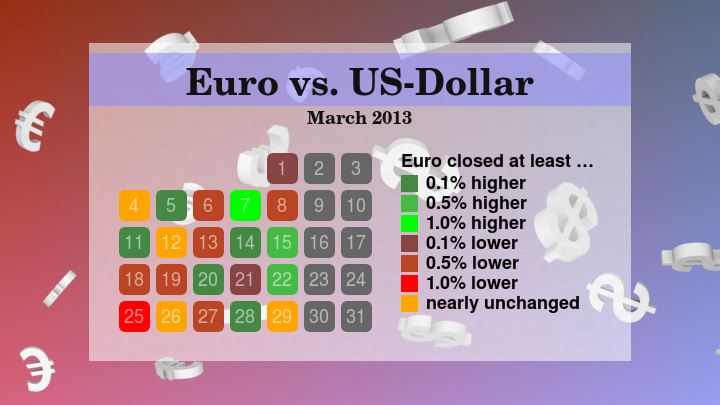 Euro vs. US-Dollar
March 2013
1 2 3
4 5 6 7 8 9 10
11 12 13 14 15 16 17
18 19 20 21 22 23 24
25 26 27 28 29 30 31
Euro closed at least …
0.1% higher
0.5% higher
1.0% higher
0.1% lower
0.5% lower
1.0% lower
nearly unchanged